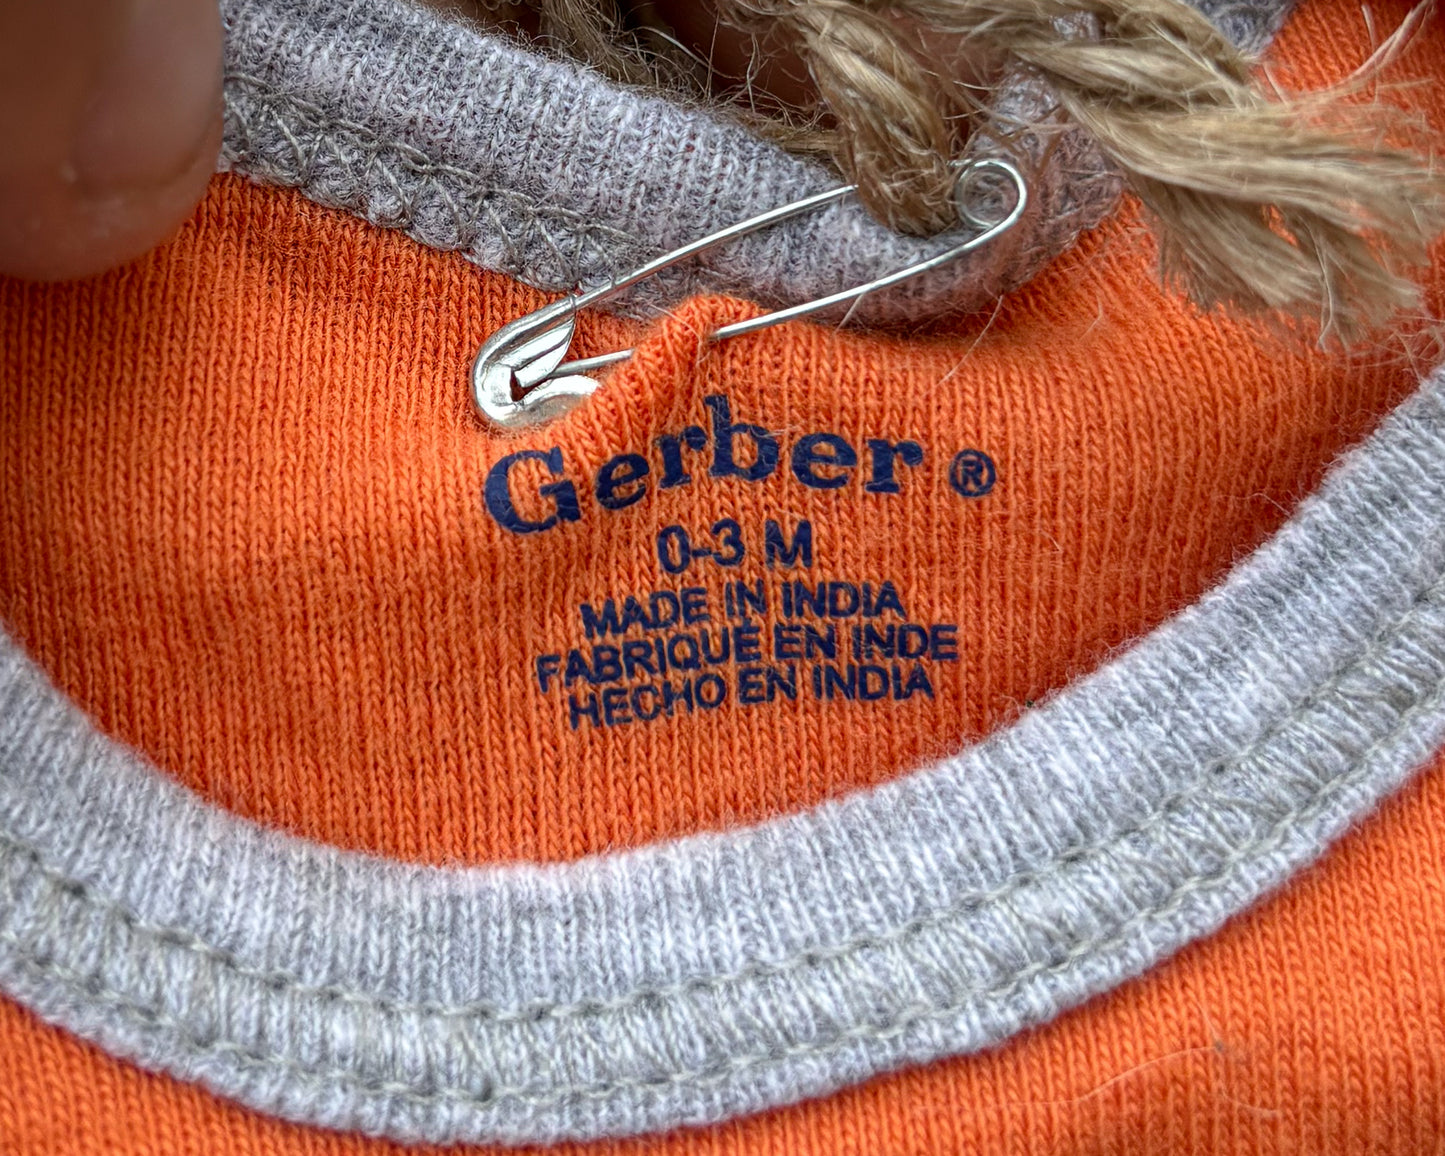 Gerber®
0-3 M
MADE IN INDIA
FABRIQUÉ EN INDE
HECHO EN INDIA